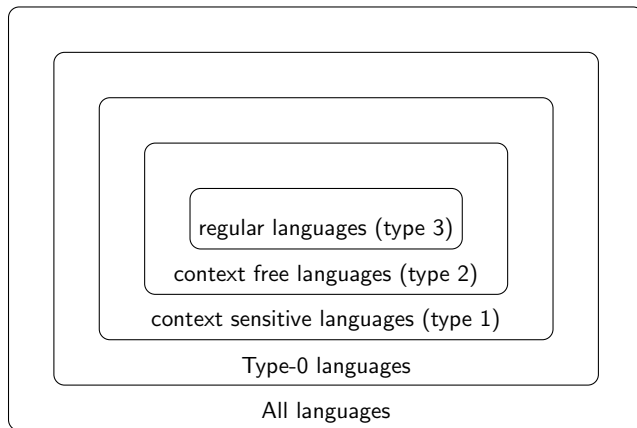 regular languages (type 3)
context free languages (type 2)
context sensitive languages (type 1)
Type-0 languages
All languages